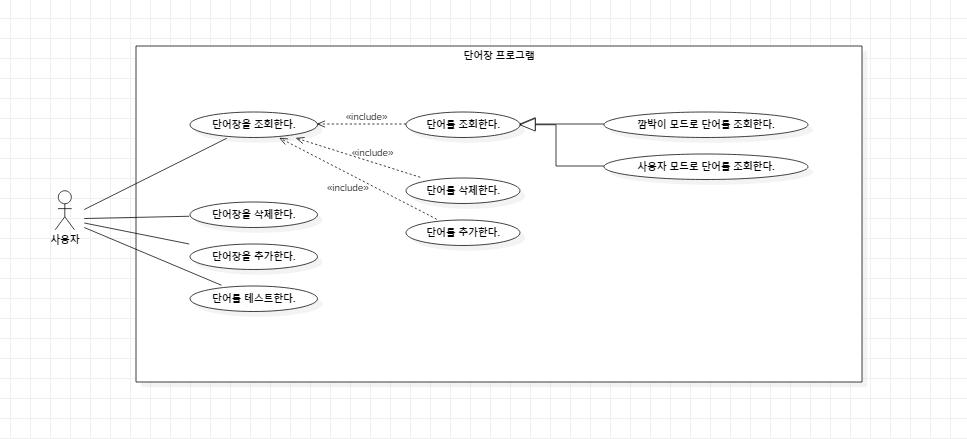 단어장 프로그램
단어장을 조회한다.
«include»
단어를 조회한다.
깜박이 모드로 단어를 조회한다.
«include»
사용자 모드로 단어를 조회한다.
«include»
단어를 삭제한다.
사용자
단어장을 삭제한다.
단어를 추가한다.
단어장을 추가한다.
단어를 테스트한다.